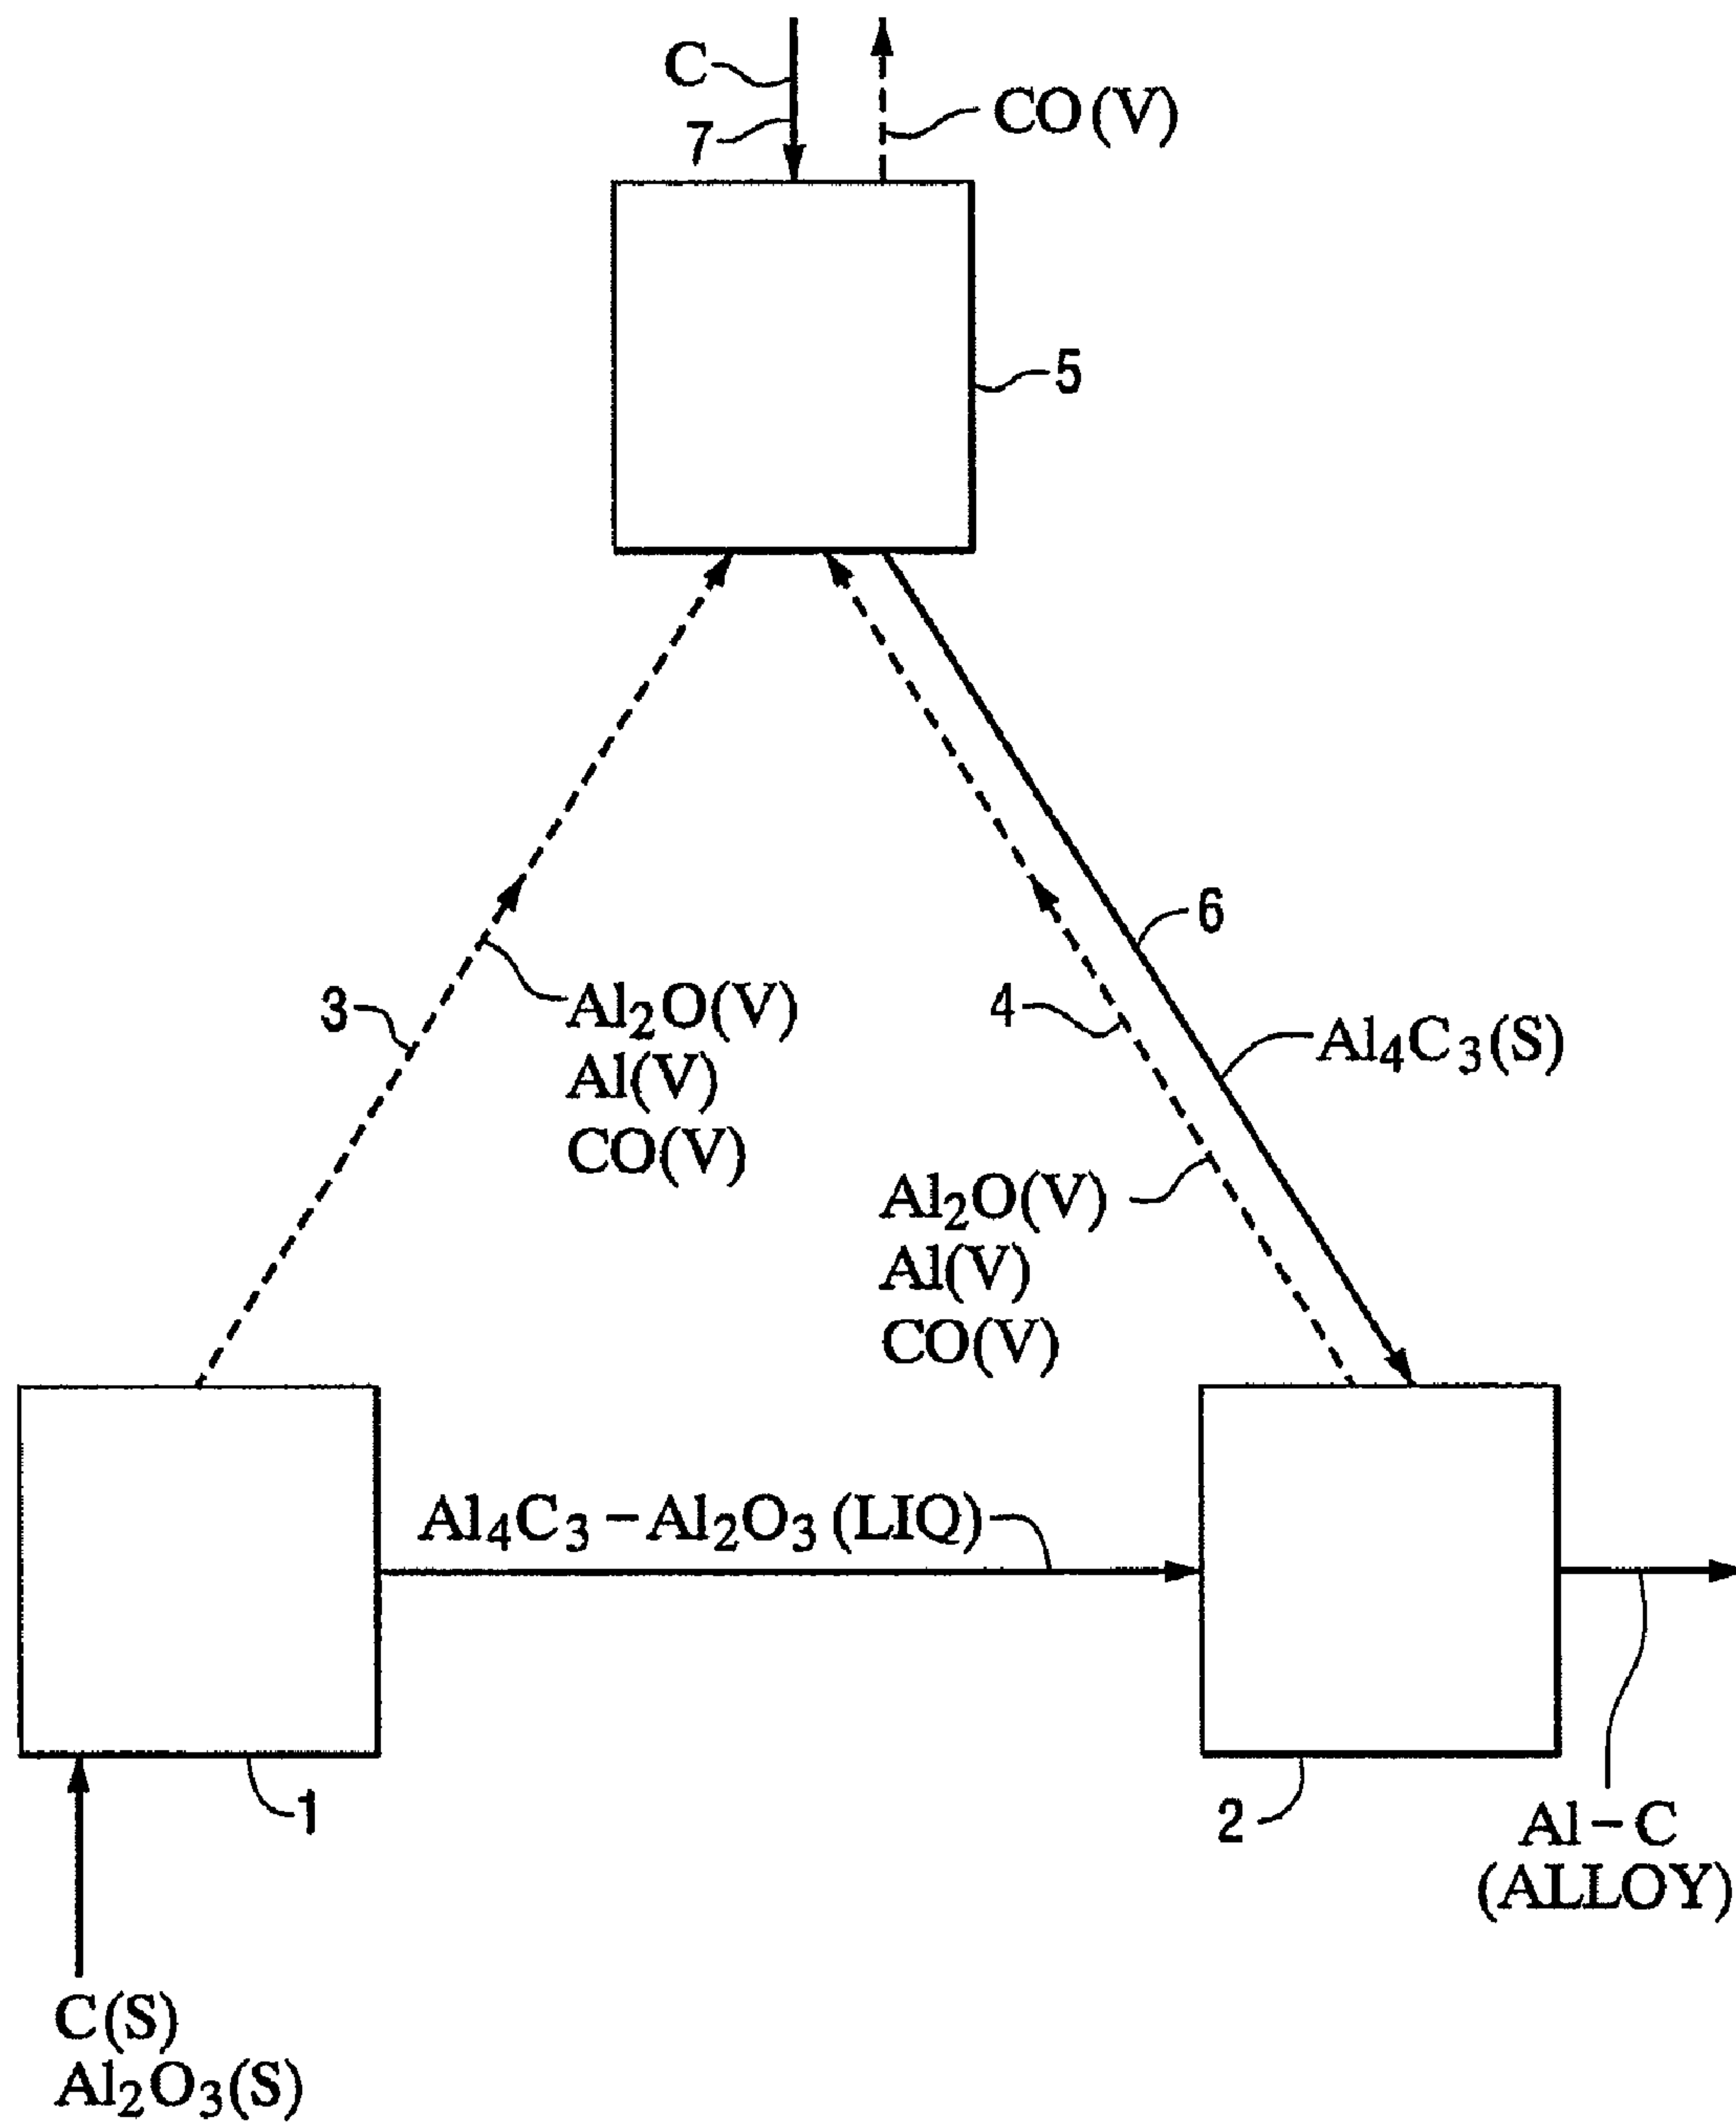 C
7
CO(V)
5
6
3
Al₂O(V)
Al(V)
CO(V)
4
Al₄C₃(S)
Al₂O(V)
Al(V)
CO(V)
Al₄C₃–Al₂O₃(LIQ)
1
2
Al–C
(ALLOY)
C(S)
Al₂O₃(S)